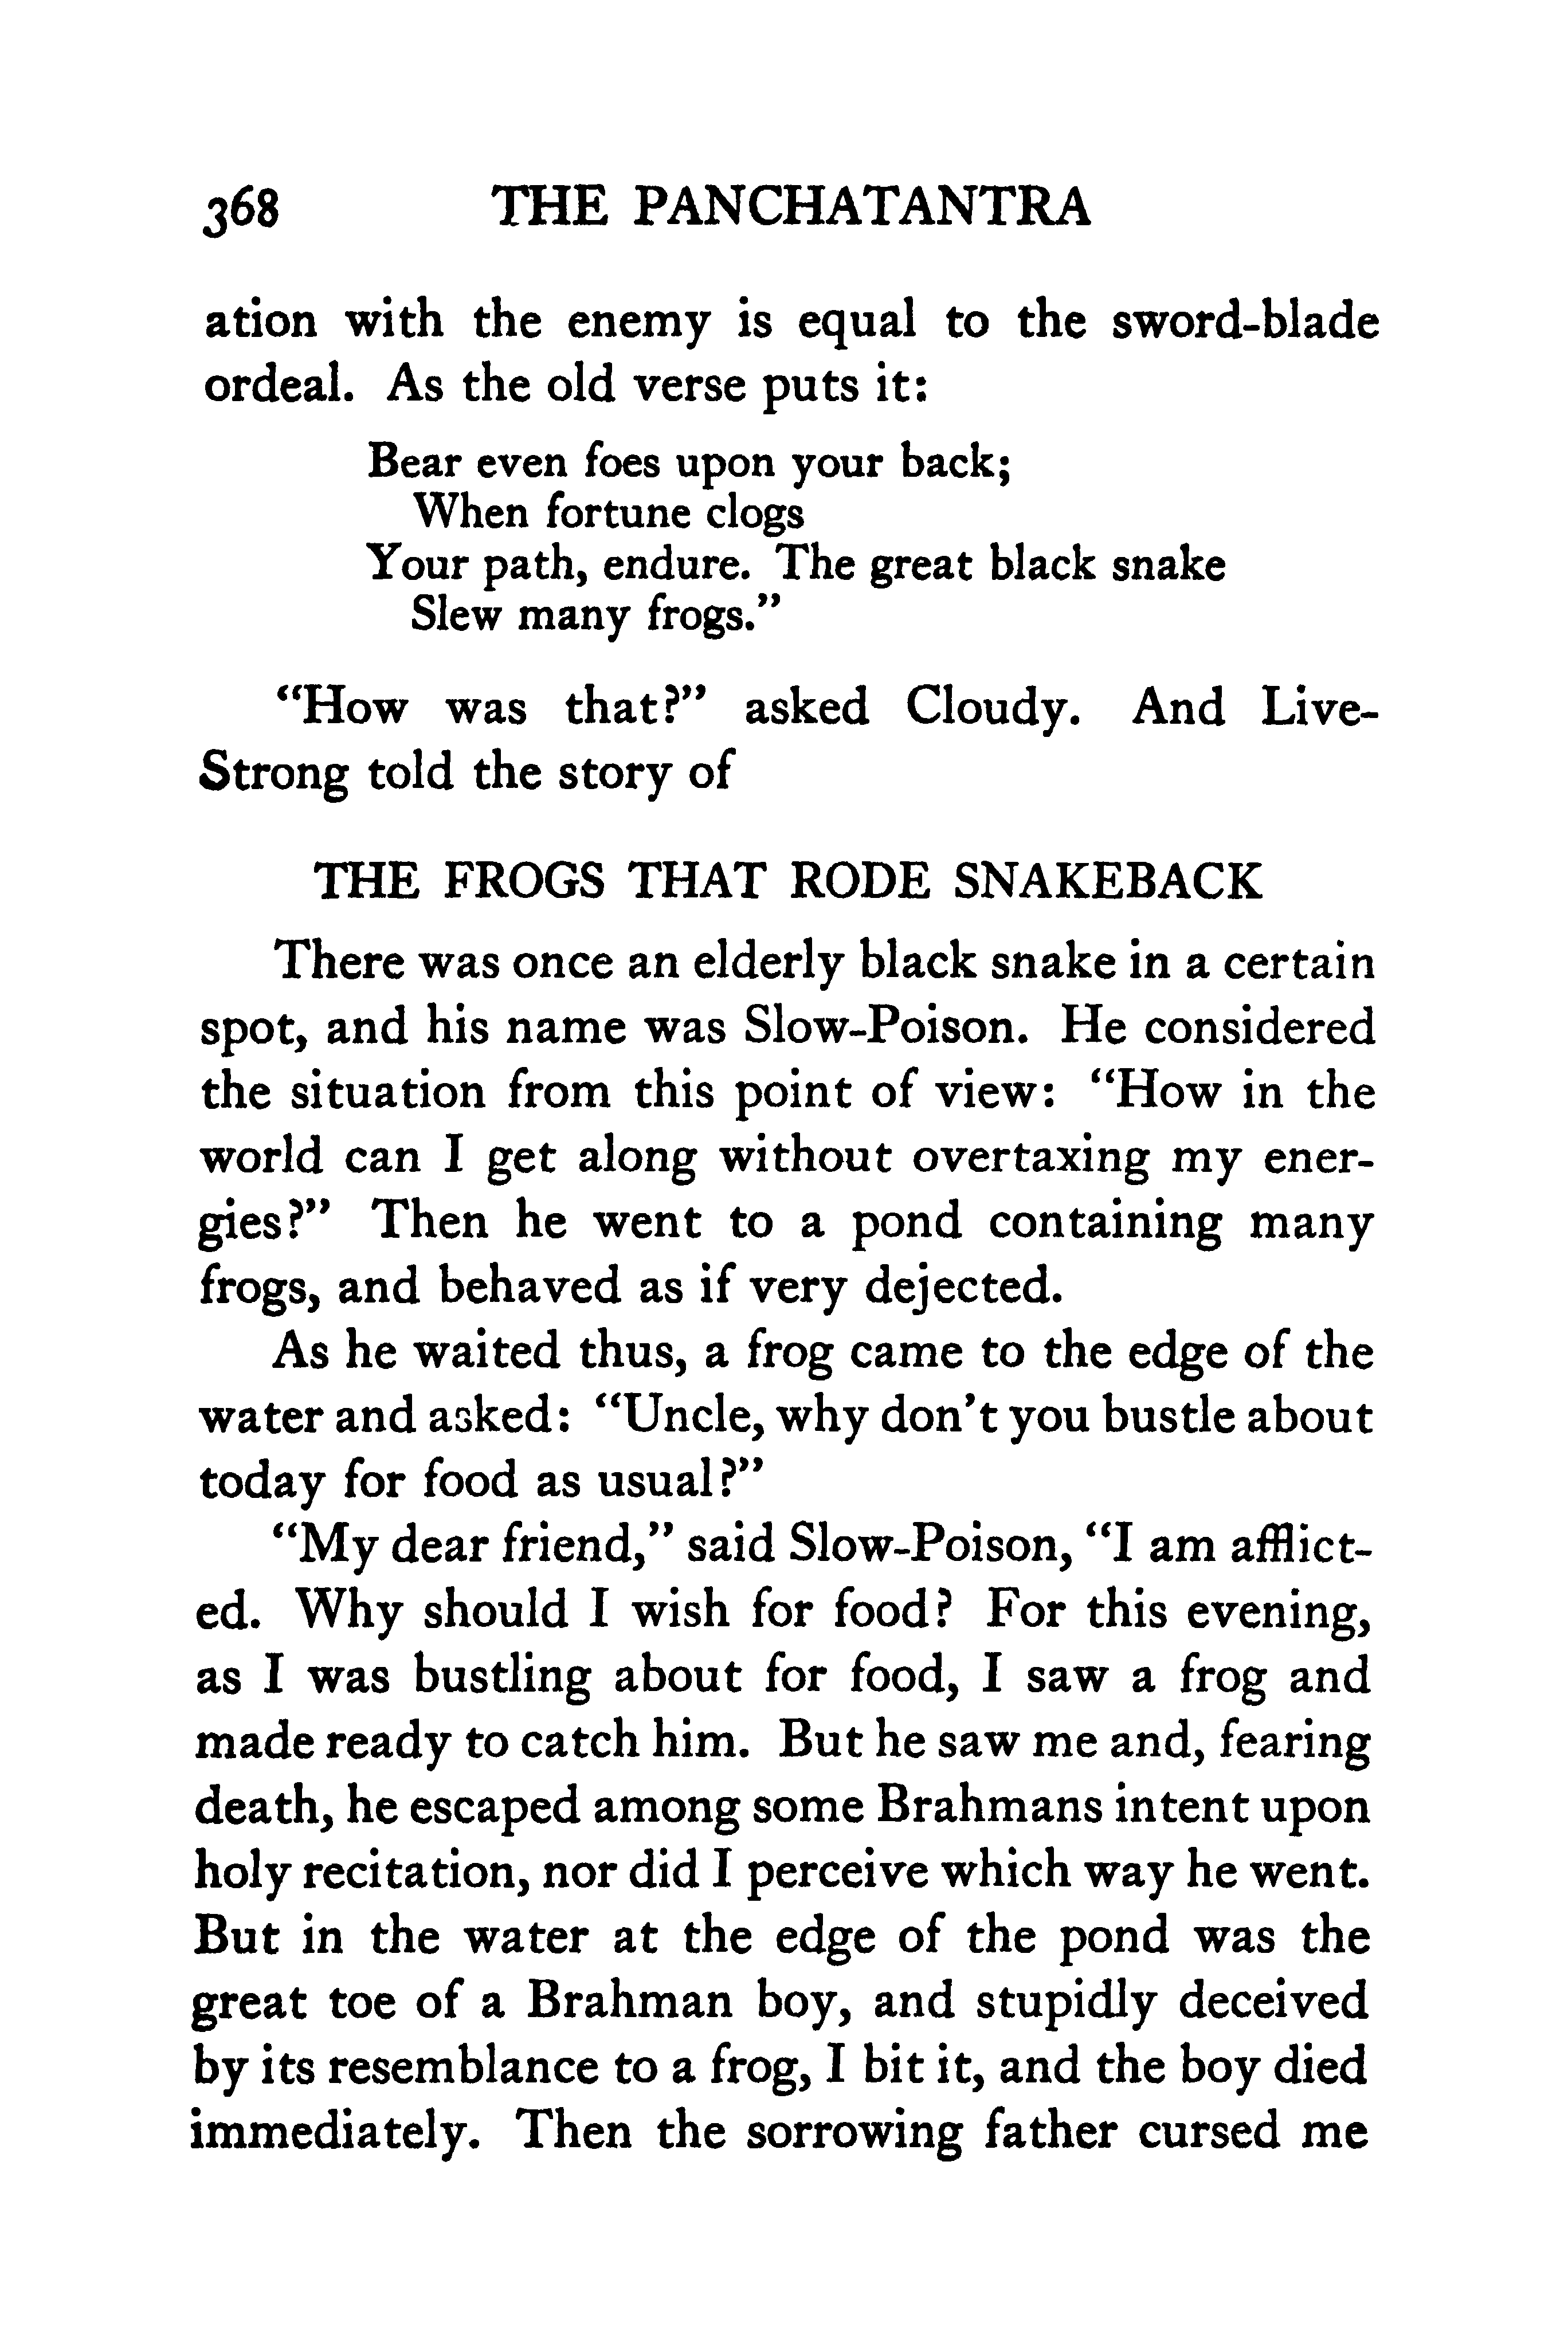 368 THE PANCHATANTRA
ation with the enemy is equal to the sword-blade
ordeal. As the old verse puts it:
Bear even foes upon your back;
When fortune clogs
Your path, endure. The great black snake
Slew many frogs.”
“How was that?” asked Cloudy. And Live-
Strong told the story of
THE FROGS THAT RODE SNAKEBACK
There was once an elderly black snake in a certain
spot, and his name was Slow-Poison. He considered
the situation from this point of view: “How in the
world can I get along without overtaxing my ener-
gies?” Then he went to a pond containing many
frogs, and behaved as if very dejected.
As he waited thus, a frog came to the edge of the
water and asked: “Uncle, why don’t you bustle about
today for food as usual?”
“My dear friend,” said Slow-Poison, “I am afflict-
ed. Why should I wish for food? For this evening,
as I was bustling about for food, I saw a frog and
made ready to catch him. But he saw me and, fearing
death, he escaped among some Brahmans intent upon
holy recitation, nor did I perceive which way he went.
But in the water at the edge of the pond was the
great toe of a Brahman boy, and stupidly deceived
by its resemblance to a frog, I bit it, and the boy died
immediately. Then the sorrowing father cursed me